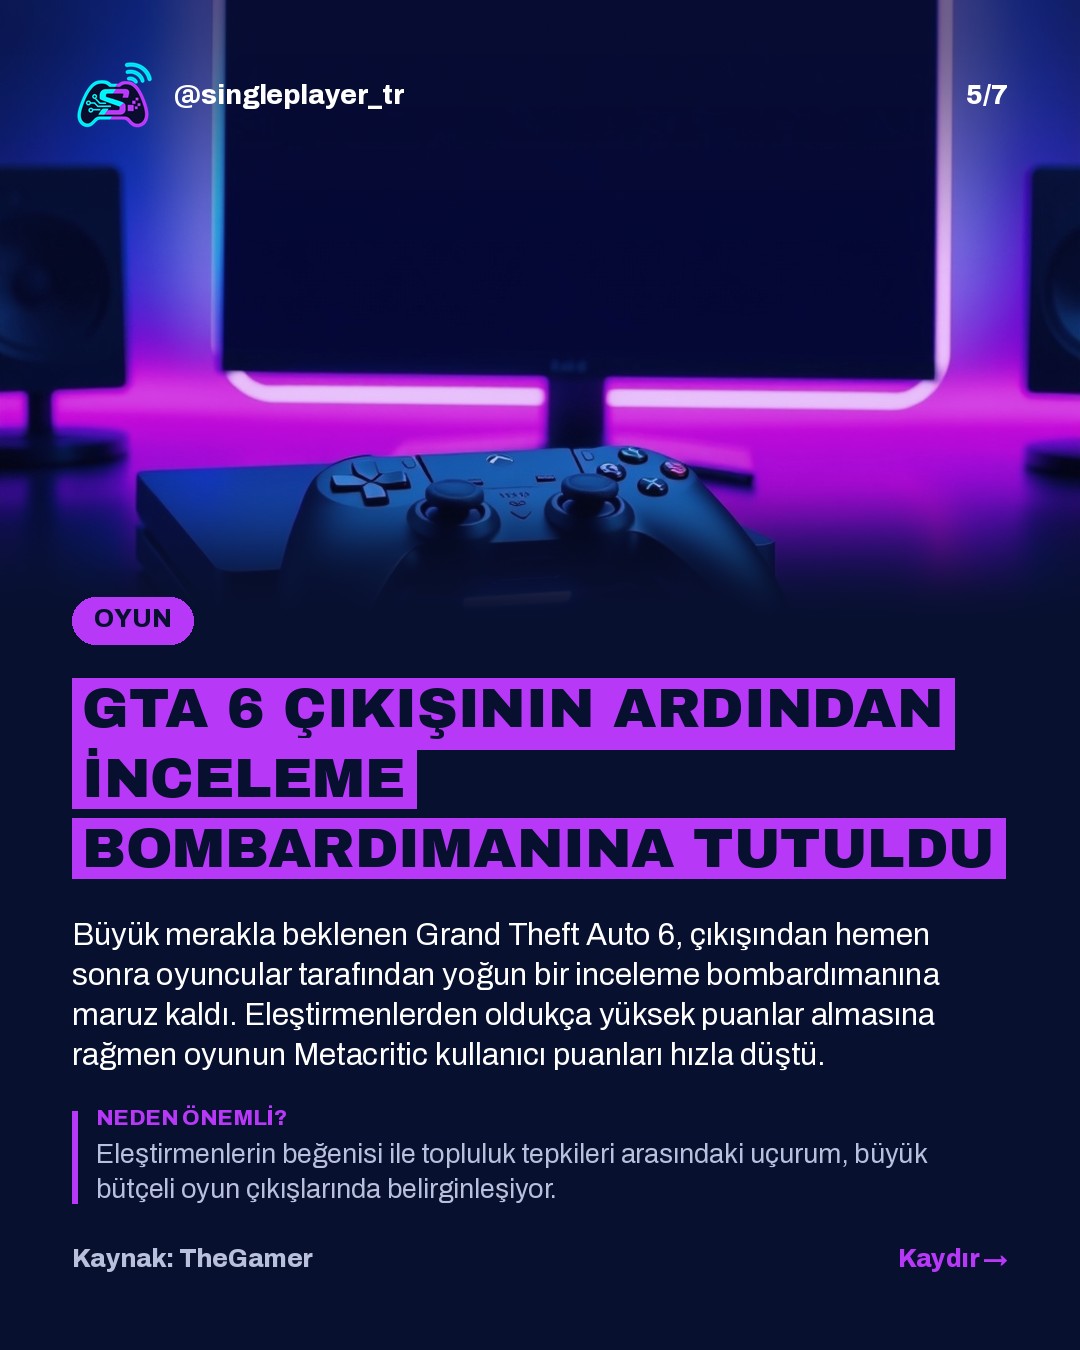 @singleplayer_tr
5/7
OYUN
GTA 6 ÇIKIŞININ ARDINDAN
İNCELEME
BOMBARDIMANINA TUTULDU
Büyük merakla beklenen Grand Theft Auto 6, çıkışından hemen
sonra oyuncular tarafından yoğun bir inceleme bombardımanına
maruz kaldı. Eleştirmenlerden oldukça yüksek puanlar almasına
rağmen oyunun Metacritic kullanıcı puanları hızla düştü.
NEDEN ÖNEMLİ?
Eleştirmenlerin beğenisi ile topluluk tepkileri arasındaki uçurum, büyük
bütçeli oyun çıkışlarında belirginleşiyor.
Kaynak: TheGamer
Kaydır→